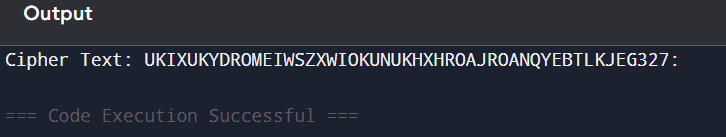 Output
Cipher Text: UKIXUKYDROMEIWSZXWIOKUNUKHXHROAJROANQYEBTLKJEG327:
=== Code Execution Successful ===